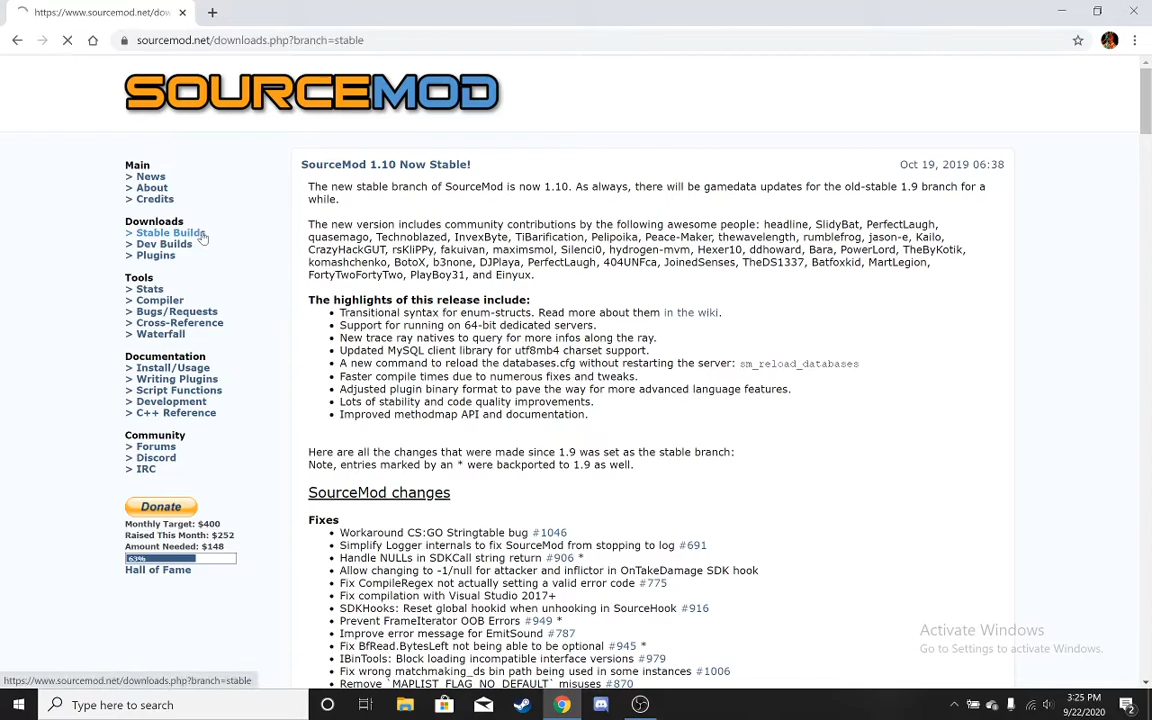 https://www.sourcemod.net/dow
sourcemod.net/downloads.php?branch=stable
SOURCEMOD
Main
> News
> About
> Credits
Downloads
> Stable Builds
> Dev Builds
> Plugins
Tools
> Stats
> Compiler
> Bugs/Requests
> Cross-Reference
> Waterfall
Documentation
> Install/Usage
> Writing Plugins
> Script Functions
> Development
> C++ Reference
Community
> Forums
> Discord
> IRC
Donate
Monthly Target: $400
Raised This Month: $252
Amount Needed: $148
63%
Hall of Fame
SourceMod 1.10 Now Stable! Oct 19, 2019 06:38
The new stable branch of SourceMod is now 1.10. As always, there will be gamedata updates for the old-stable 1.9 branch for a
while.
The new version includes community contributions by the following awesome people: headline, SlidyBat, PerfectLaugh,
quasemago, Technoblazed, InvexByte, TiBarification, Pelipoika, Peace-Maker, thewavelength, rumblefrog, jason-e, Kailo,
CrazyHackGUT, rsKliPPy, fakuivan, maximsmol, Silenci0, hydrogen-mvm, Hexer10, ddhoward, Bara, PowerLord, TheByKotik,
komashchenko, BotoX, b3none, DJPlaya, PerfectLaugh, 404UNFca, JoinedSenses, TheDS1337, Batfoxkid, MartLegion,
FortyTwoFortyTwo, PlayBoy31, and Einyux.
The highlights of this release include:
• Transitional syntax for enum-structs. Read more about them in the wiki.
• Support for running on 64-bit dedicated servers.
• New trace ray natives to query for more infos along the ray.
• Updated MySQL client library for utf8mb4 charset support.
• A new command to reload the databases.cfg without restarting the server: sm_reload_databases
• Faster compile times due to numerous fixes and tweaks.
• Adjusted plugin binary format to pave the way for more advanced language features.
• Lots of stability and code quality improvements.
• Improved methodmap API and documentation.
Here are all the changes that were made since 1.9 was set as the stable branch:
Note, entries marked by an * were backported to 1.9 as well.
SourceMod changes
Fixes
• Workaround CS:GO Stringtable bug #1046
• Simplify Logger internals to fix SourceMod from stopping to log #691
• Handle NULLs in SDKCall string return #906 *
• Allow changing to -1/null for attacker and inflictor in OnTakeDamage SDK hook
• Fix CompileRegex not actually setting a valid error code #775
• Fix compilation with Visual Studio 2017+
• SDKHooks: Reset global hookid when unhooking in SourceHook #916
• Prevent FrameIterator OOB Errors #949 *
• Improve error message for EmitSound #787
• Fix BfRead.BytesLeft not being able to be optional #945 *
• IBinTools: Block loading incompatible interface versions #979
• Fix wrong matchmaking_ds bin path being used in some instances #1006
• Remove `MAPLIST_FLAG_NO_DEFAULT` misuses #870
Activate Windows
Go to Settings to activate Windows.
https://www.sourcemod.net/downloads.php?branch=stable
Type here to search
3:25 PM
9/22/2020
2